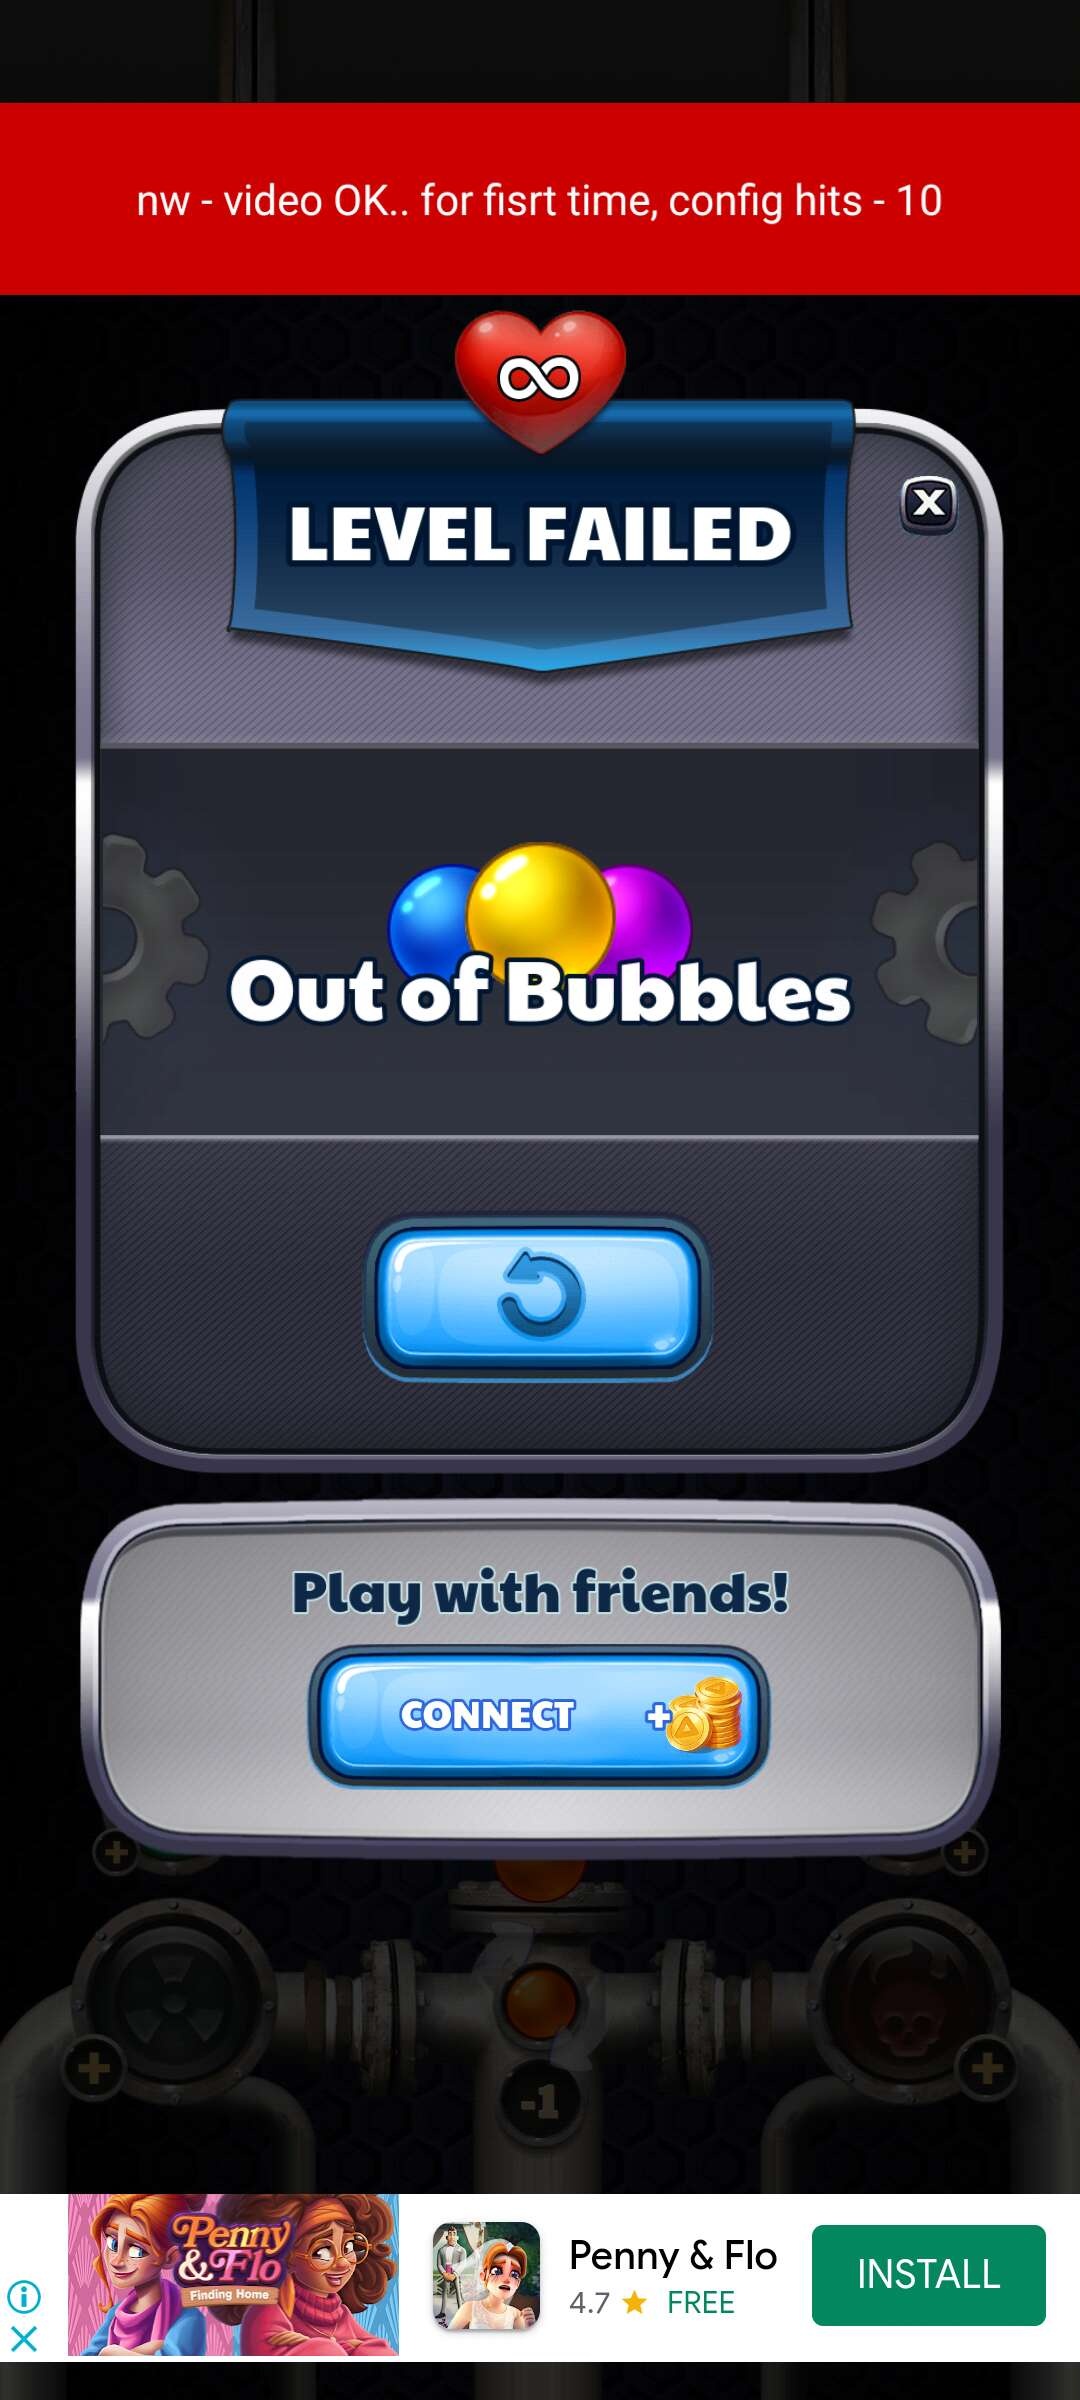 nw - video OK.. for fisrt time, config hits - 10
LEVEL FAILED
X
Out of Bubbles
Play with friends!
CONNECT +
-1
Penny
&Flo
Finding Home
Penny & Flo
4.7 ★ FREE
INSTALL